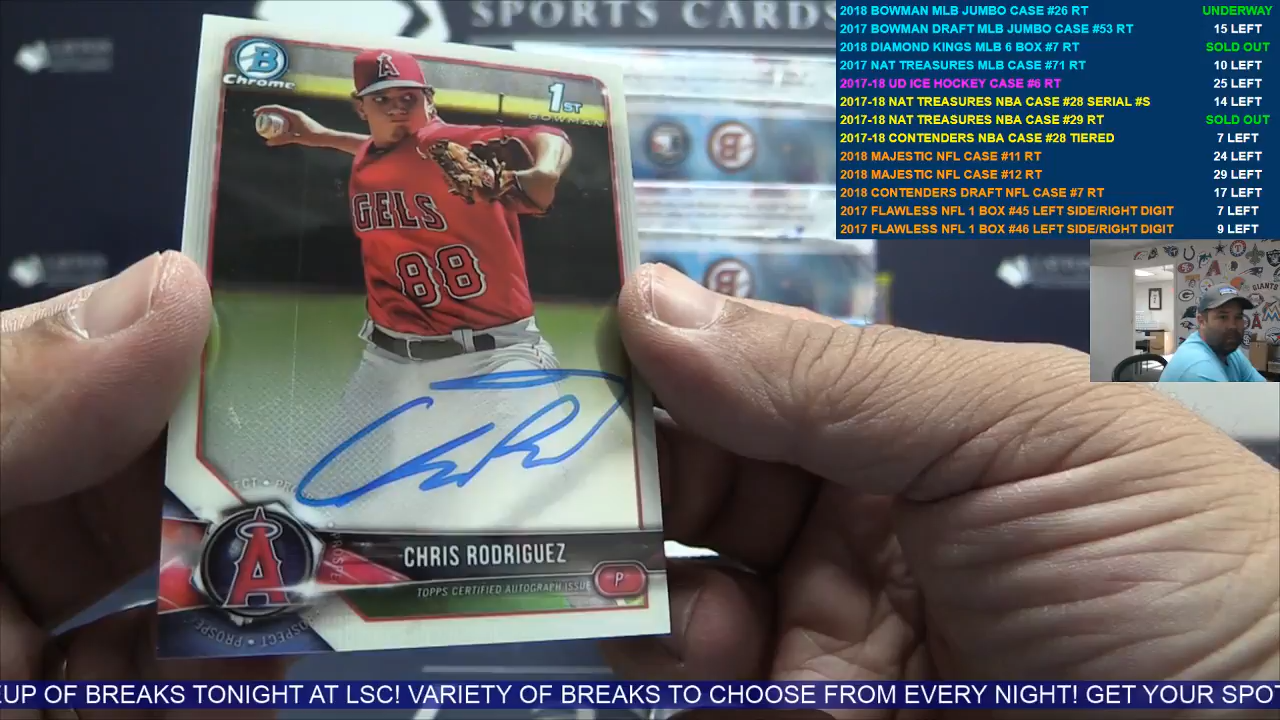 SPORTS CARDS
2018 BOWMAN MLB JUMBO CASE #26 RT UNDERWAY
2017 BOWMAN DRAFT MLB JUMBO CASE #53 RT 15 LEFT
2018 DIAMOND KINGS MLB 6 BOX #7 RT SOLD OUT
2017 NAT TREASURES MLB CASE #71 RT 10 LEFT
2017-18 UD ICE HOCKEY CASE #6 RT 25 LEFT
2017-18 NAT TREASURES NBA CASE #28 SERIAL #S 14 LEFT
2017-18 NAT TREASURES NBA CASE #29 RT SOLD OUT
2017-18 CONTENDERS NBA CASE #28 TIERED 7 LEFT
2018 MAJESTIC NFL CASE #11 RT 24 LEFT
2018 MAJESTIC NFL CASE #12 RT 29 LEFT
2018 CONTENDERS DRAFT NFL CASE #7 RT 17 LEFT
2017 FLAWLESS NFL 1 BOX #45 LEFT SIDE/RIGHT DIGIT 7 LEFT
2017 FLAWLESS NFL 1 BOX #46 LEFT SIDE/RIGHT DIGIT 9 LEFT
B
Chrome
A
1ST
BOWMAN
GELS
88
A
CHRIS RODRIGUEZ
TOPPS CERTIFIED AUTOGRAPH ISSUE
P
PROSPECT
GIANTS
EUP OF BREAKS TONIGHT AT LSC! VARIETY OF BREAKS TO CHOOSE FROM EVERY NIGHT! GET YOUR SPOT